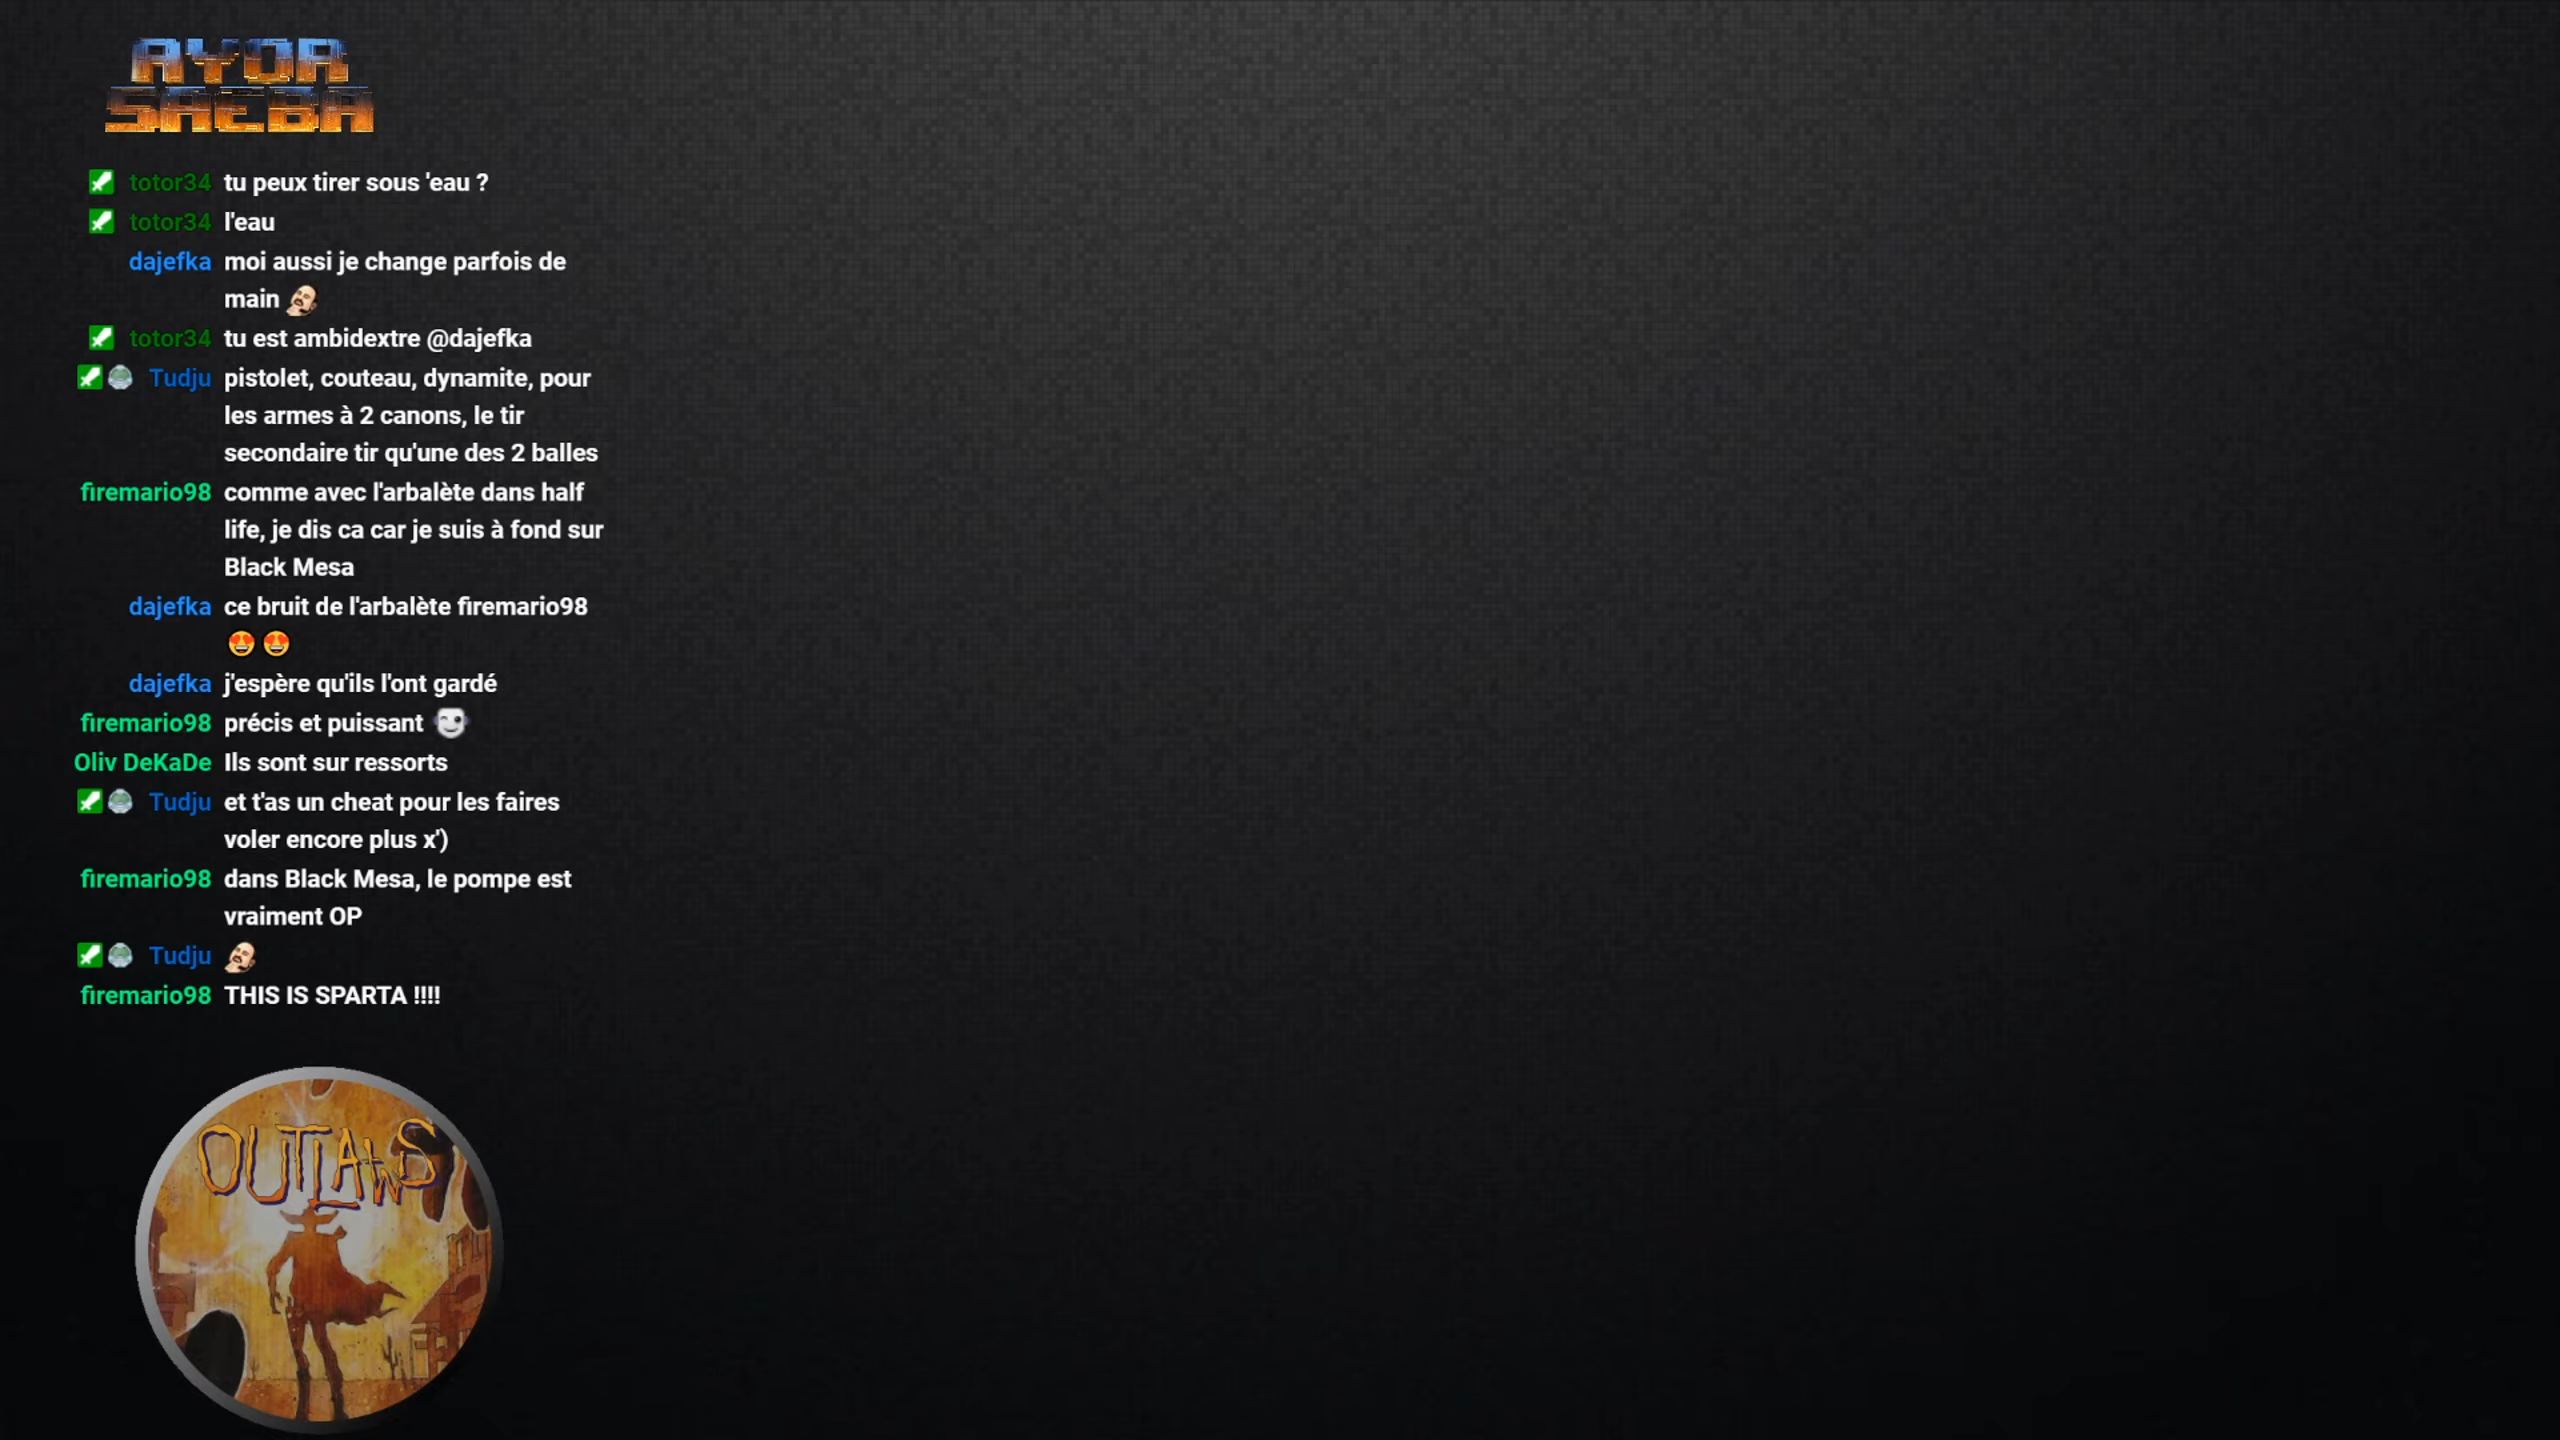 AYOR
SAEBA
totor34 tu peux tirer sous 'eau ?
totor34 l'eau
dajefka moi aussi je change parfois de
main
totor34 tu est ambidextre @dajefka
Tudju pistolet, couteau, dynamite, pour
les armes à 2 canons, le tir
secondaire tir qu'une des 2 balles
firemario98 comme avec l'arbalète dans half
life, je dis ca car je suis à fond sur
Black Mesa
dajefka ce bruit de l'arbalète firemario98
😍 😍
dajefka j'espère qu'ils l'ont gardé
firemario98 précis et puissant
Oliv DeKaDe Ils sont sur ressorts
Tudju et t'as un cheat pour les faires
voler encore plus x')
firemario98 dans Black Mesa, le pompe est
vraiment OP
Tudju
firemario98 THIS IS SPARTA !!!!
OUTLAWS